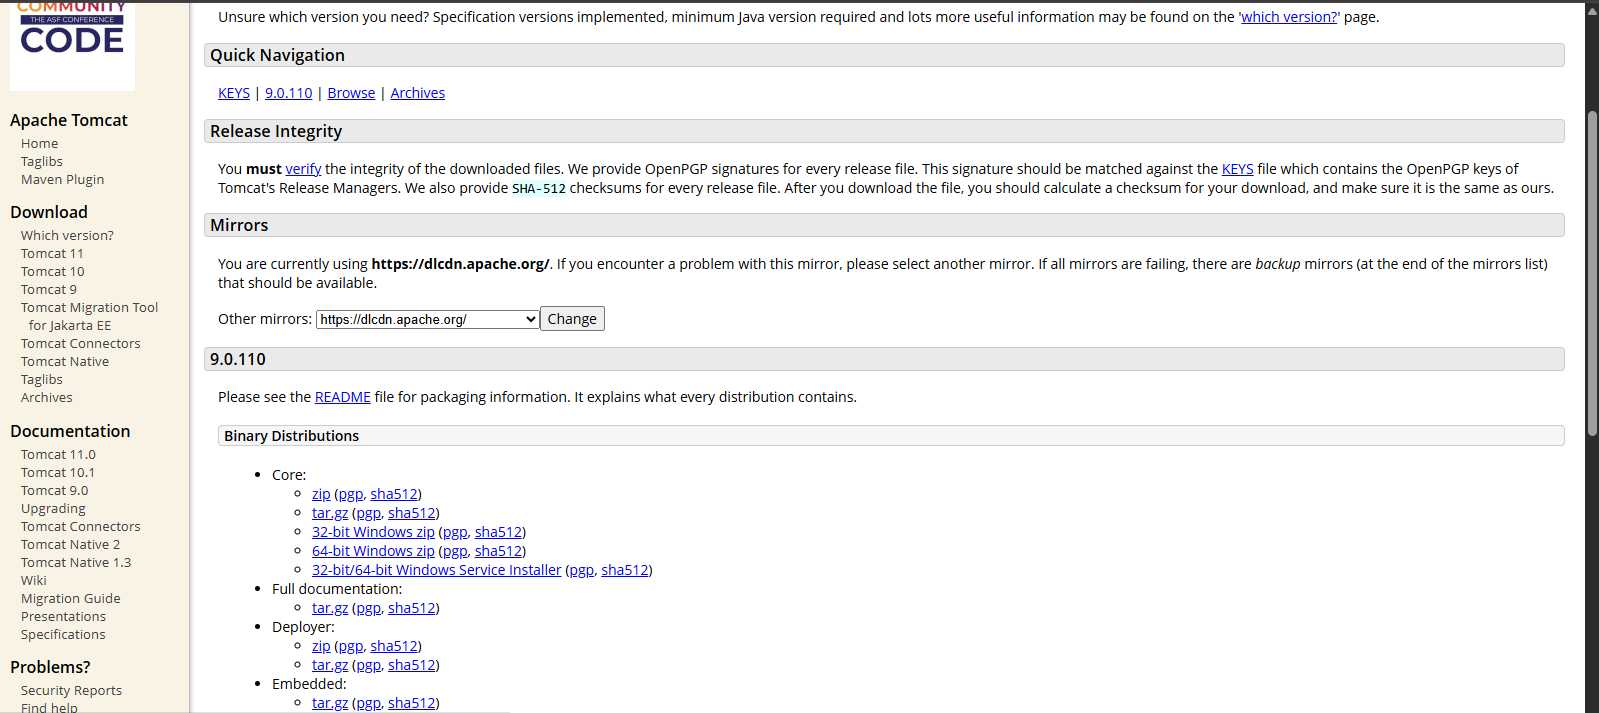 COMMUNITY
THE ASF CONFERENCE
CODE
Apache Tomcat
Home
Taglibs
Maven Plugin
Download
Which version?
Tomcat 11
Tomcat 10
Tomcat 9
Tomcat Migration Tool
for Jakarta EE
Tomcat Connectors
Tomcat Native
Taglibs
Archives
Documentation
Tomcat 11.0
Tomcat 10.1
Tomcat 9.0
Upgrading
Tomcat Connectors
Tomcat Native 2
Tomcat Native 1.3
Wiki
Migration Guide
Presentations
Specifications
Problems?
Security Reports
Find help
Unsure which version you need? Specification versions implemented, minimum Java version required and lots more useful information may be found on the 'which version?' page.
Quick Navigation
KEYS | 9.0.110 | Browse | Archives
Release Integrity
You must verify the integrity of the downloaded files. We provide OpenPGP signatures for every release file. This signature should be matched against the KEYS file which contains the OpenPGP keys of
Tomcat's Release Managers. We also provide SHA-512 checksums for every release file. After you download the file, you should calculate a checksum for your download, and make sure it is the same as ours.
Mirrors
You are currently using https://dlcdn.apache.org/. If you encounter a problem with this mirror, please select another mirror. If all mirrors are failing, there are backup mirrors (at the end of the mirrors list)
that should be available.
Other mirrors: https://dlcdn.apache.org/ Change
9.0.110
Please see the README file for packaging information. It explains what every distribution contains.
Binary Distributions
• Core:
◦ zip (pgp, sha512)
◦ tar.gz (pgp, sha512)
◦ 32-bit Windows zip (pgp, sha512)
◦ 64-bit Windows zip (pgp, sha512)
◦ 32-bit/64-bit Windows Service Installer (pgp, sha512)
• Full documentation:
◦ tar.gz (pgp, sha512)
• Deployer:
◦ zip (pgp, sha512)
◦ tar.gz (pgp, sha512)
• Embedded:
◦ tar.gz (pgp, sha512)